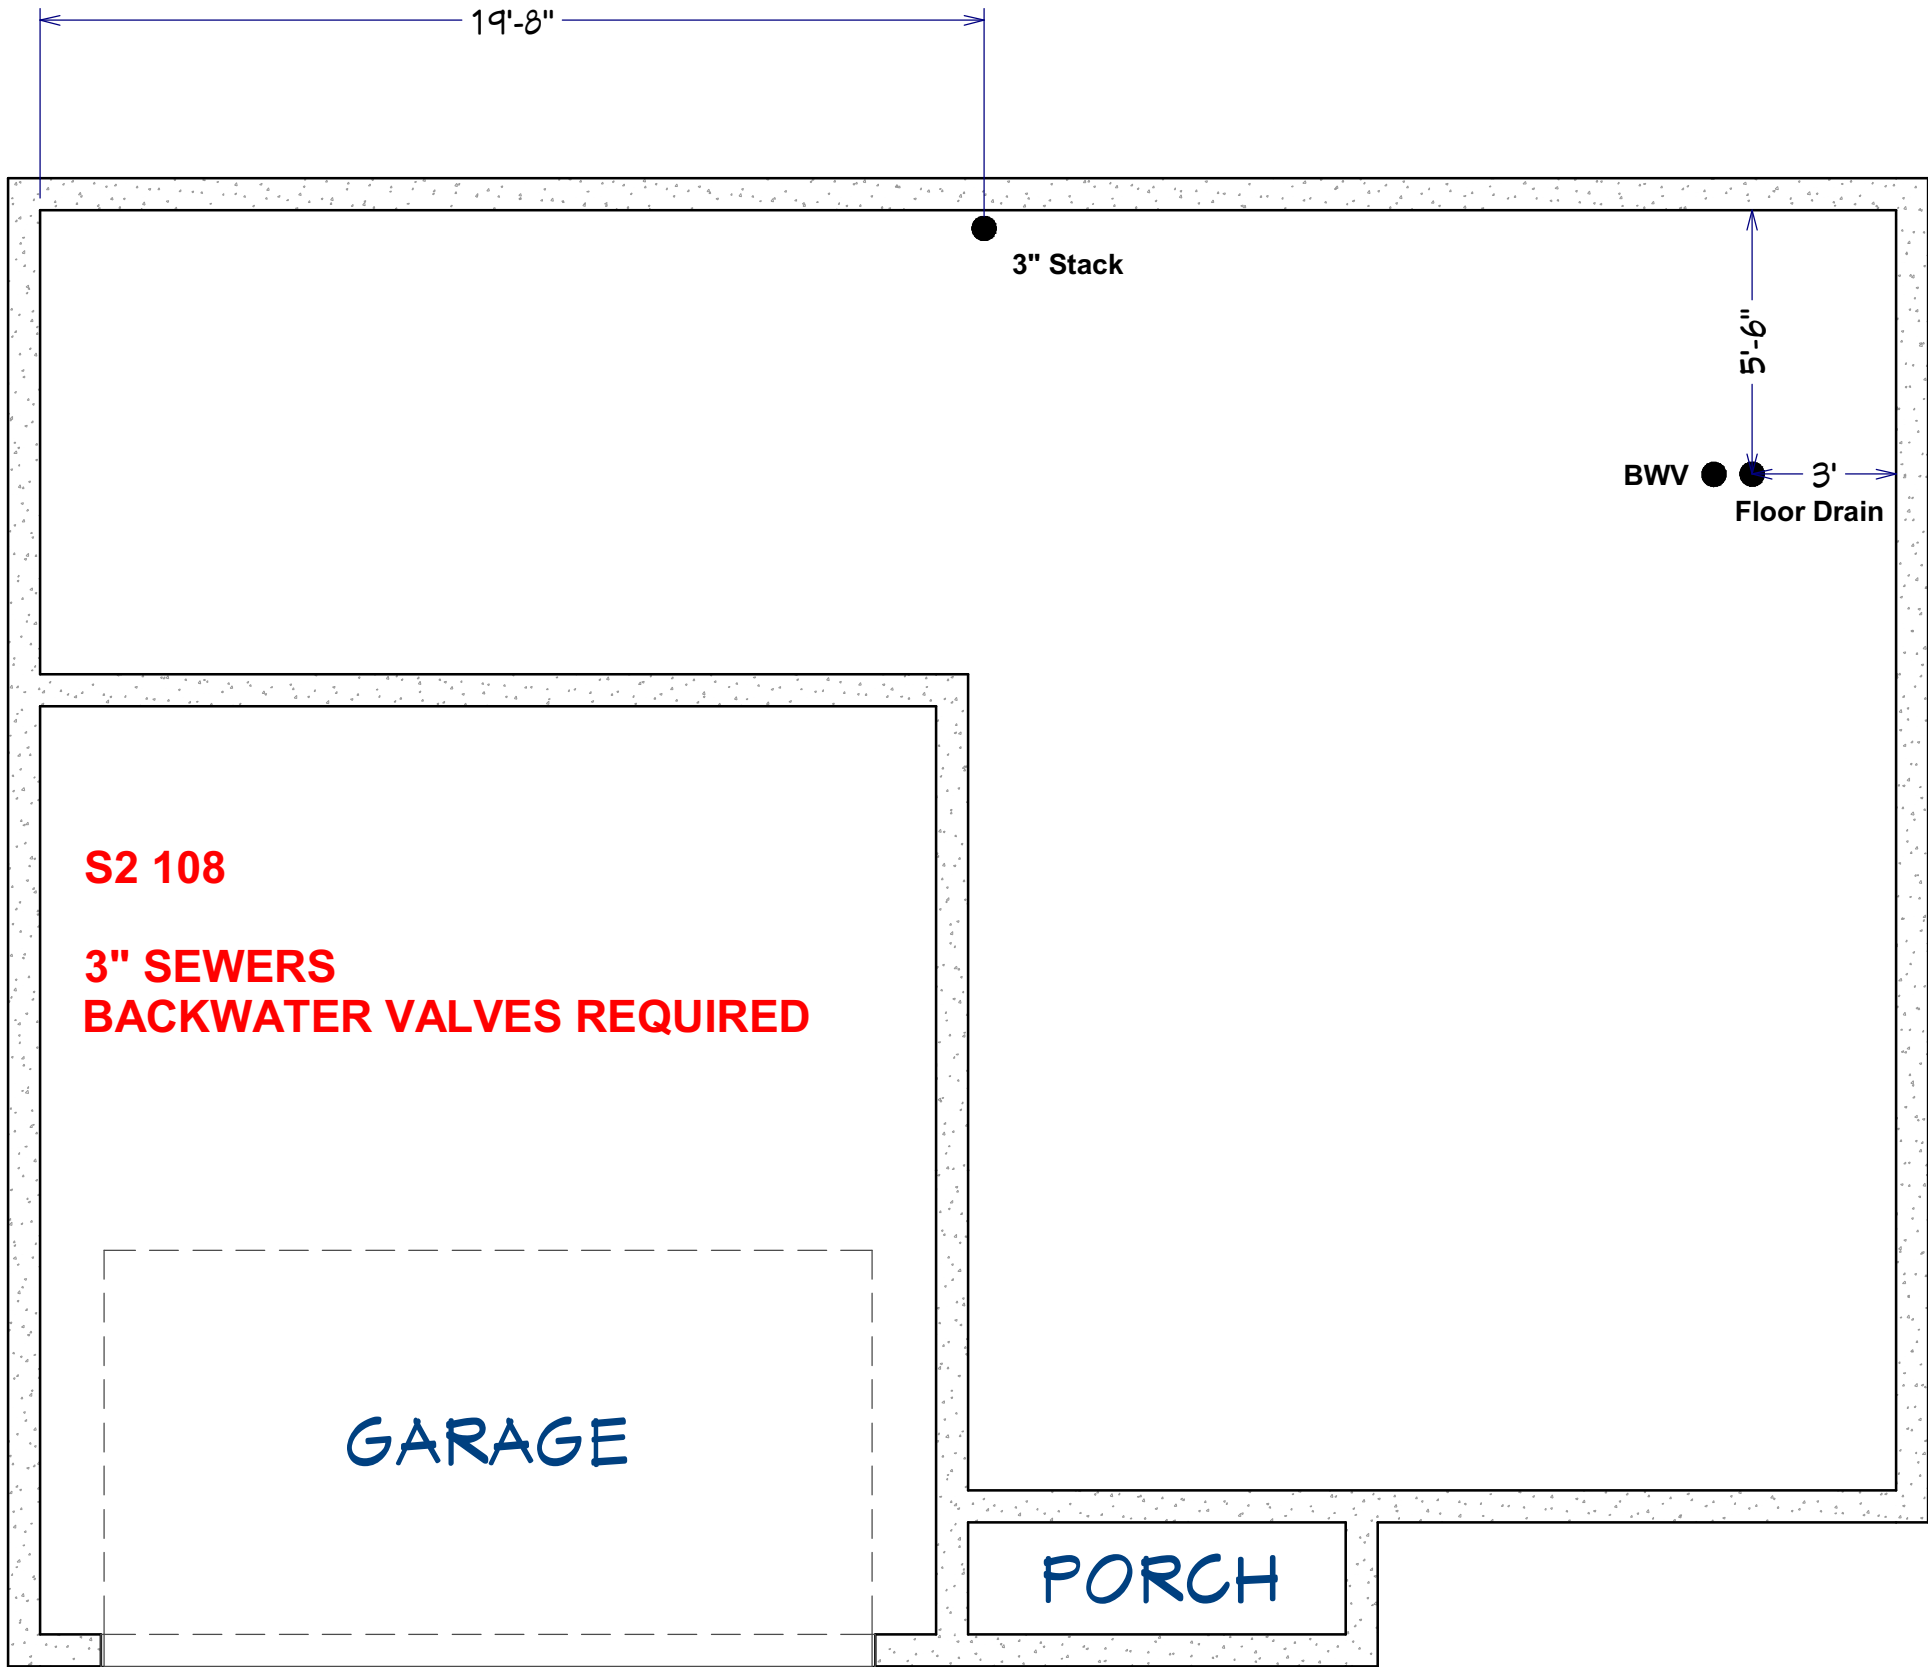 19'-8"
3" Stack
5'-6"
BWV
3'
Floor Drain
S2 108
3" SEWERS
BACKWATER VALVES REQUIRED
GARAGE
PORCH